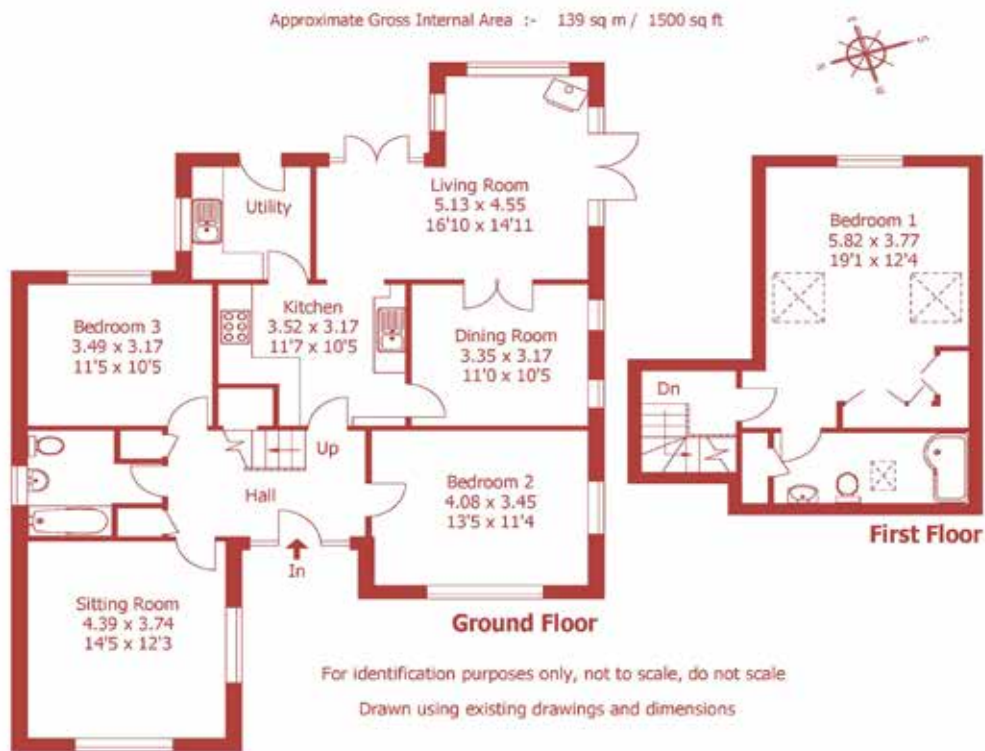 Approximate Gross Internal Area :- 139 sq m / 1500 sq ft
Living Room
5.13 x 4.55
16'10 x 14'11
Utility
Kitchen
3.52 x 3.17
11'7 x 10'5
Bedroom 3
3.49 x 3.17
11'5 x 10'5
Dining Room
3.35 x 3.17
11'0 x 10'5
Up
Hall
Bedroom 2
4.08 x 3.45
13'5 x 11'4
In
Sitting Room
4.39 x 3.74
14'5 x 12'3
Ground Floor
Bedroom 1
5.82 x 3.77
19'1 x 12'4
Dn
First Floor
For identification purposes only, not to scale, do not scale
Drawn using existing drawings and dimensions